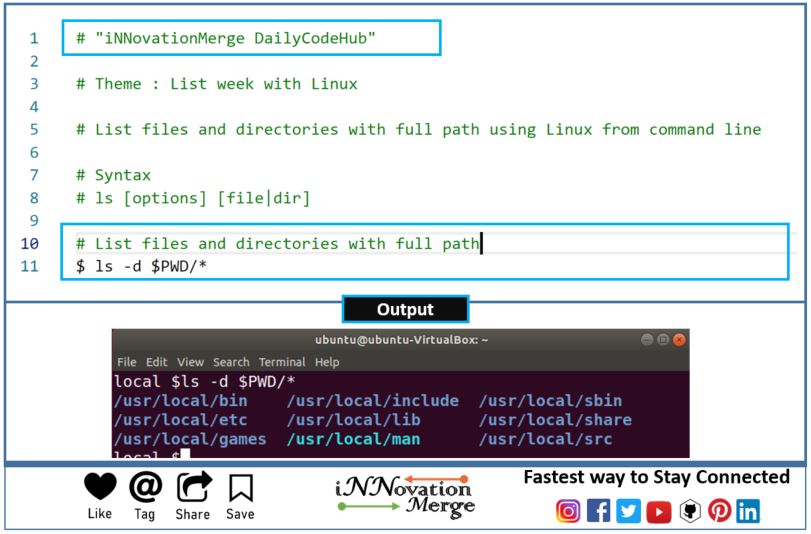 1 # "iNNovationMerge DailyCodeHub"
2
3 # Theme : List week with Linux
4
5 # List files and directories with full path using Linux from command line
6
7 # Syntax
8 # ls [options] [file|dir]
9
10 # List files and directories with full path
11 $ ls -d $PWD/*
Output
ubuntu@ubuntu-VirtualBox: ~
File Edit View Search Terminal Help
local $ls -d $PWD/*
/usr/local/bin /usr/local/include /usr/local/sbin
/usr/local/etc /usr/local/lib /usr/local/share
/usr/local/games /usr/local/man /usr/local/src
local $
Like Tag Share Save
iNNovation
Merge
Fastest way to Stay Connected